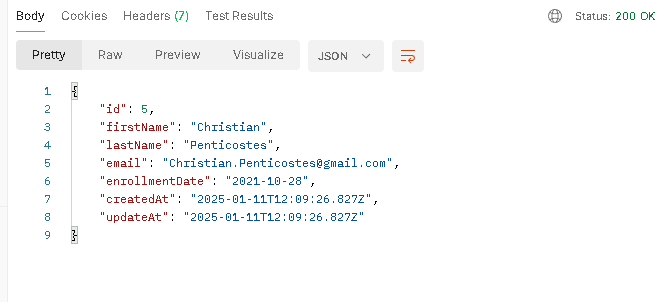 Body Cookies Headers (7) Test Results Status: 200 OK
Pretty Raw Preview Visualize JSON
1 {
2 "id": 5,
3 "firstName": "Christian",
4 "lastName": "Penticostes",
5 "email": "Christian.Penticostes@gmail.com",
6 "enrollmentDate": "2021-10-28",
7 "createdAt": "2025-01-11T12:09:26.827Z",
8 "updateAt": "2025-01-11T12:09:26.827Z"
9 }